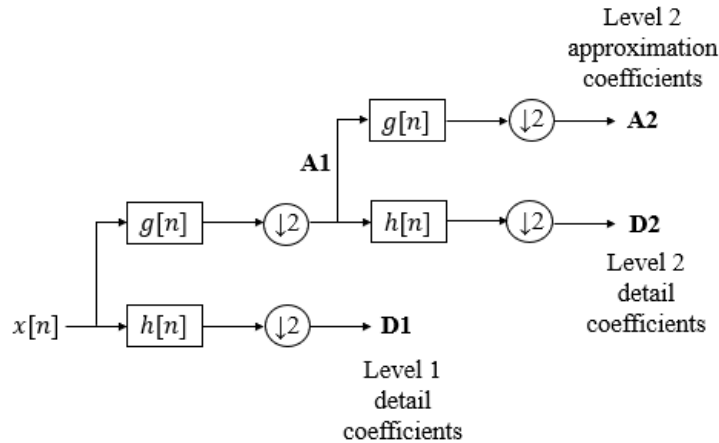 Level 2
approximation
coefficients
g[n]
↓2
A2
A1
g[n]
↓2
h[n]
↓2
D2
Level 2
detail
coefficients
x[n]
h[n]
↓2
D1
Level 1
detail
coefficients